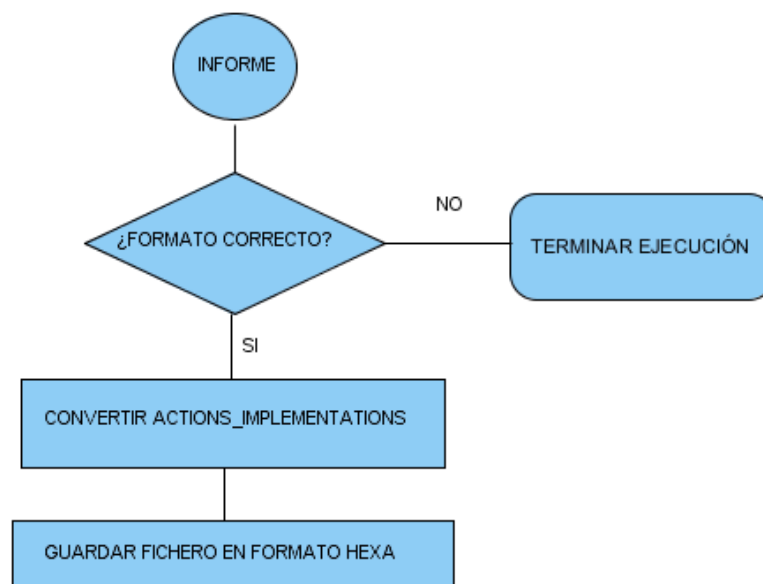 INFORME
¿FORMATO CORRECTO?
NO
TERMINAR EJECUCIÓN
SI
CONVERTIR ACTIONS_IMPLEMENTATIONS
GUARDAR FICHERO EN FORMATO HEXA